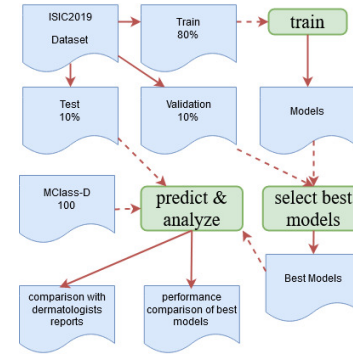 ISIC2019
Dataset
Train
80%
train
Test
10%
Validation
10%
Models
MClass-D
100
predict &
analyze
select best
models
comparison with
dermatologists
reports
performance
comparison of best
models
Best Models